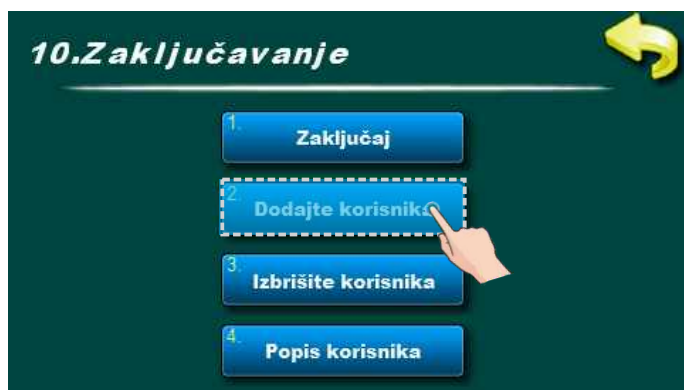 10.Zaključavanje
1. Zaključaj
2. Dodajte korisnika
3. Izbrišite korisnika
4. Popis korisnika